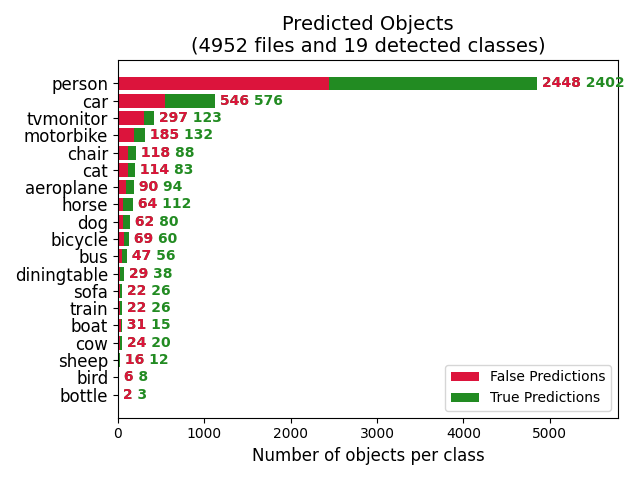 Predicted Objects
(4952 files and 19 detected classes)
person 2448 2402
car 546 576
tvmonitor 297 123
motorbike 185 132
chair 118 88
cat 114 83
aeroplane 90 94
horse 64 112
dog 62 80
bicycle 69 60
bus 47 56
diningtable 29 38
sofa 22 26
train 22 26
boat 31 15
cow 24 20
sheep 16 12
bird 6 8
bottle 2 3
False Predictions
True Predictions
0 1000 2000 3000 4000 5000
Number of objects per class